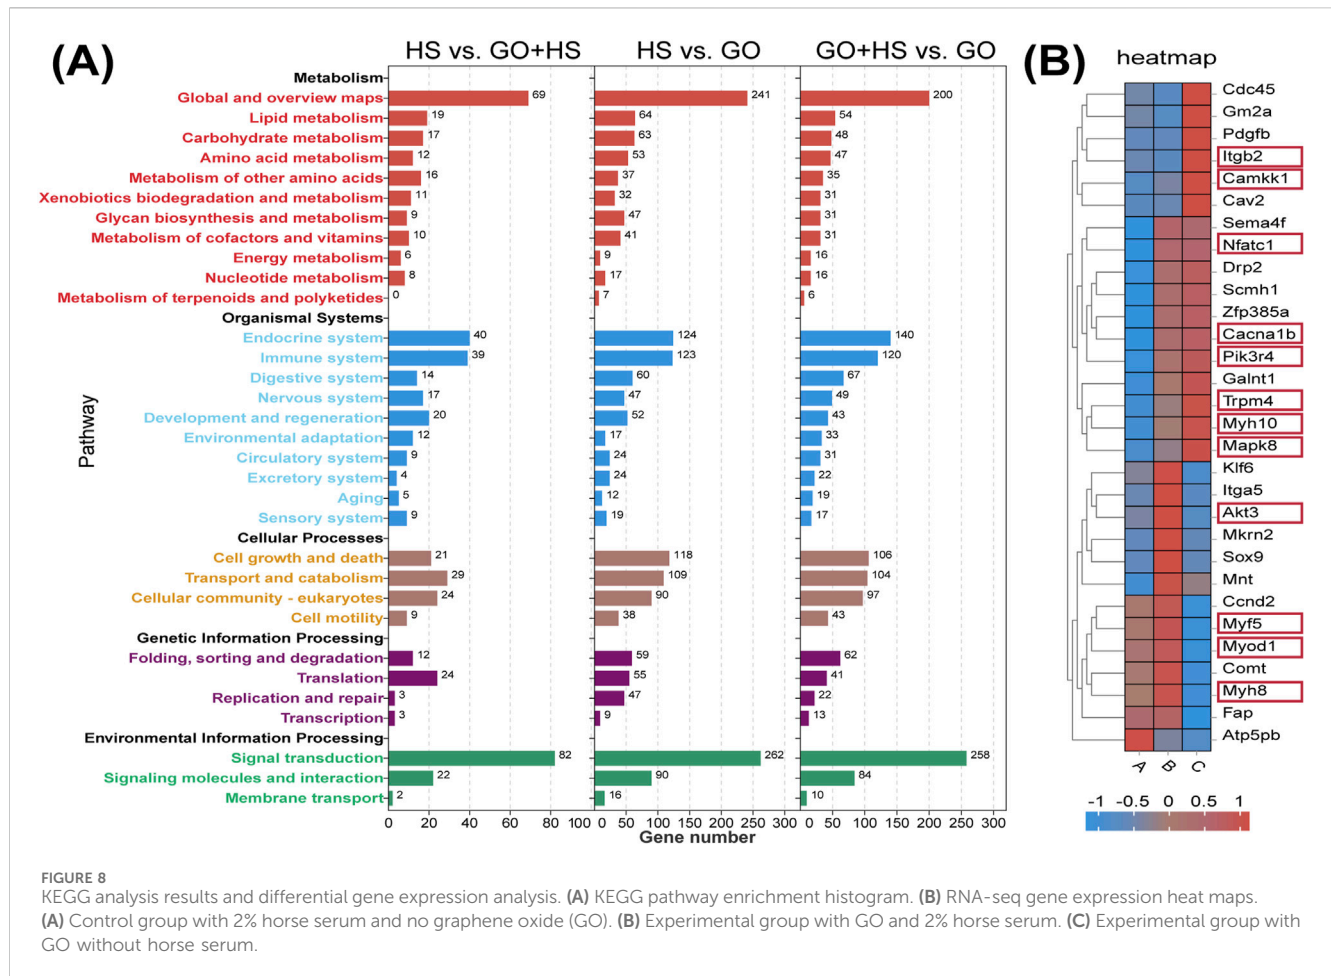 (A)
HS vs. GO+HS
HS vs. GO
GO+HS vs. GO
Pathway
Metabolism
Global and overview maps 69 241 200
Lipid metabolism 19 64 54
Carbohydrate metabolism 17 63 48
Amino acid metabolism 12 53 47
Metabolism of other amino acids 16 37 35
Xenobiotics biodegradation and metabolism 11 32 31
Glycan biosynthesis and metabolism 9 47 31
Metabolism of cofactors and vitamins 10 41 31
Energy metabolism 6 9 16
Nucleotide metabolism 8 17 16
Metabolism of terpenoids and polyketides 0 7 6
Organismal Systems
Endocrine system 40 124 140
Immune system 39 123 120
Digestive system 14 60 67
Nervous system 17 47 49
Development and regeneration 20 52 43
Environmental adaptation 12 17 33
Circulatory system 9 24 31
Excretory system 4 24 22
Aging 5 12 19
Sensory system 9 19 17
Cellular Processes
Cell growth and death 21 118 106
Transport and catabolism 29 109 104
Cellular community - eukaryotes 24 90 97
Cell motility 9 38 43
Genetic Information Processing
Folding, sorting and degradation 12 59 62
Translation 24 55 41
Replication and repair 3 47 22
Transcription 3 9 13
Environmental Information Processing
Signal transduction 82 262 258
Signaling molecules and interaction 22 90 84
Membrane transport 2 16 10
0 20 40 60 80 100 0 50 100 150 200 250 300 0 50 100 150 200 250 300
Gene number
(B)
heatmap
Cdc45
Gm2a
Pdgfb
Itgb2
Camkk1
Cav2
Sema4f
Nfatc1
Drp2
Scmh1
Zfp385a
Cacna1b
Pik3r4
Galnt1
Trpm4
Myh10
Mapk8
Klf6
Itga5
Akt3
Mkrn2
Sox9
Mnt
Ccnd2
Myf5
Myod1
Comt
Myh8
Fap
Atp5pb
A B C
-1 -0.5 0 0.5 1
FIGURE 8
KEGG analysis results and differential gene expression analysis. (A) KEGG pathway enrichment histogram. (B) RNA-seq gene expression heat maps.
(A) Control group with 2% horse serum and no graphene oxide (GO). (B) Experimental group with GO and 2% horse serum. (C) Experimental group with
GO without horse serum.